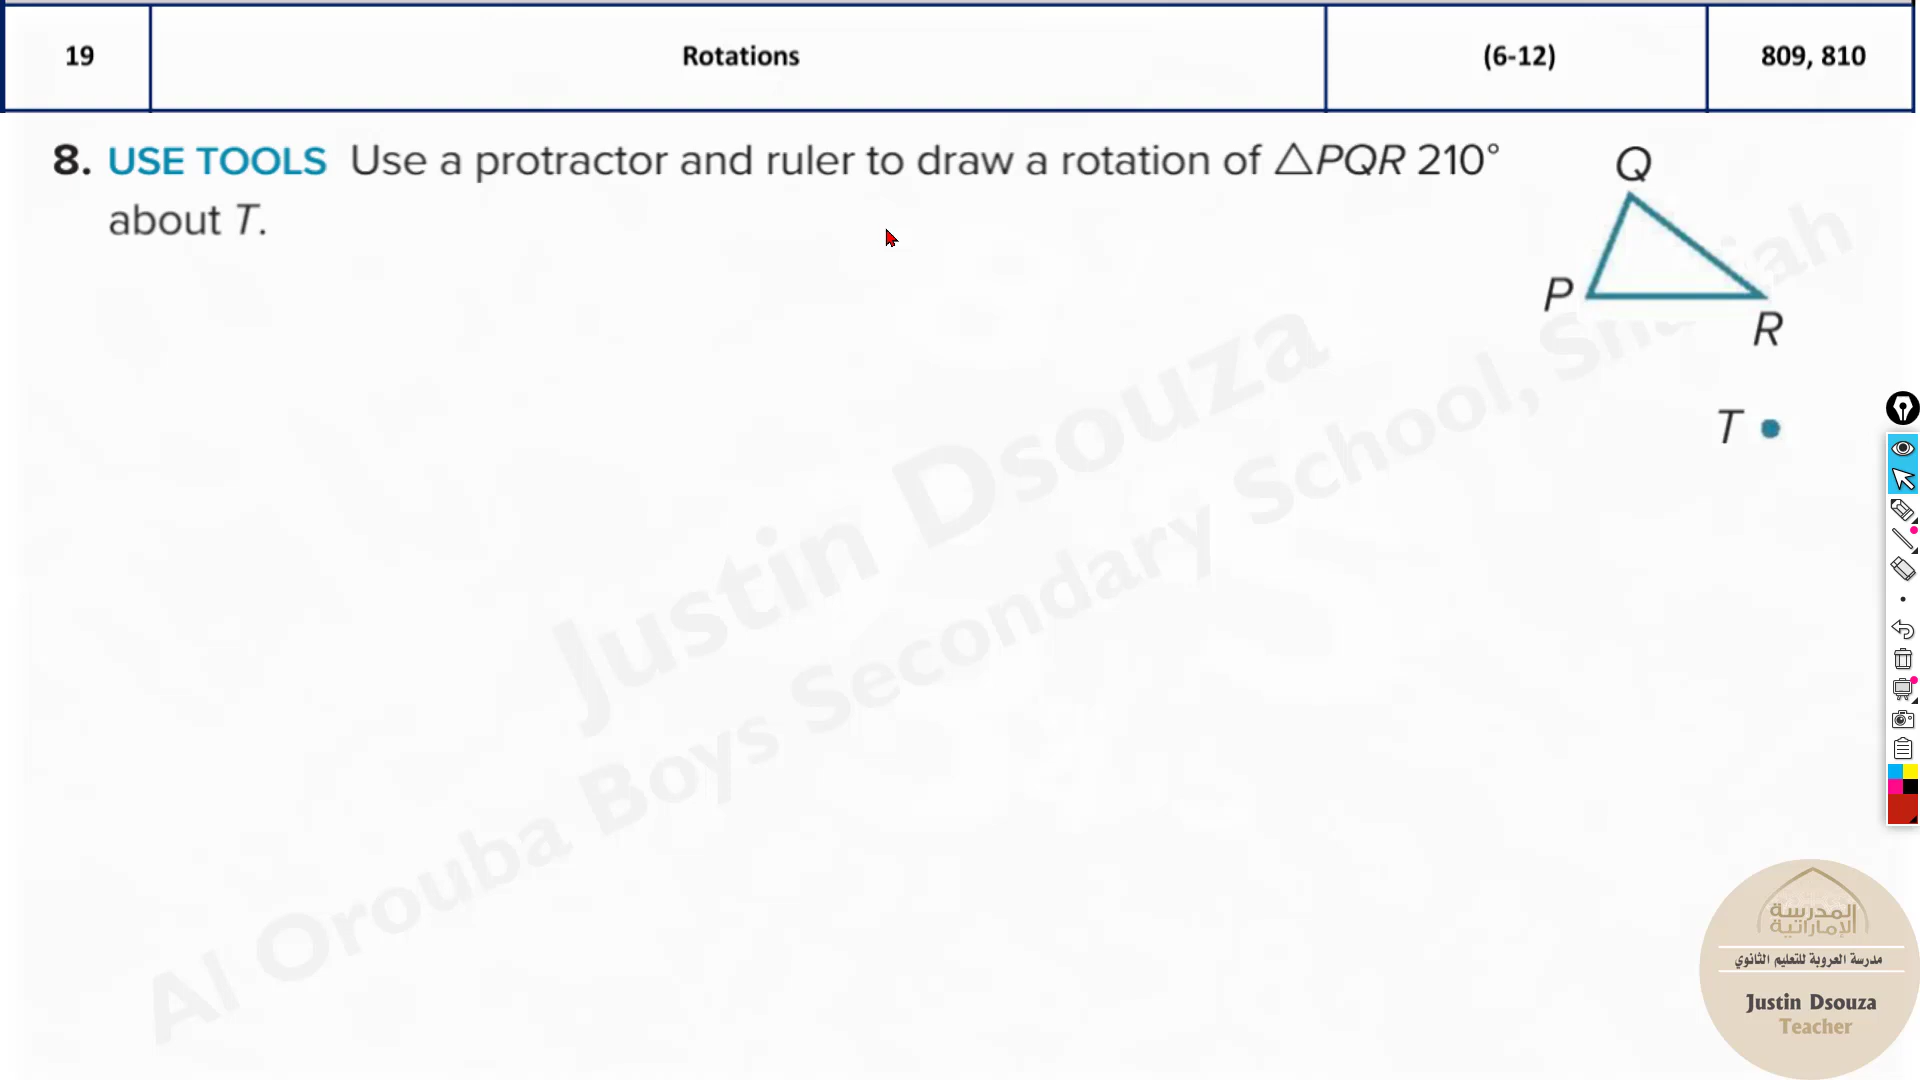 19
Rotations
(6-12)
809, 810
8. USE TOOLS Use a protractor and ruler to draw a rotation of △PQR 210°
about T.
Q
P
R
T
Justin Dsouza
Al Orouba Boys Secondary School, Sharjah
المدرسة
الإماراتية
مدرسة العروبة للتعليم الثانوي
Justin Dsouza
Teacher